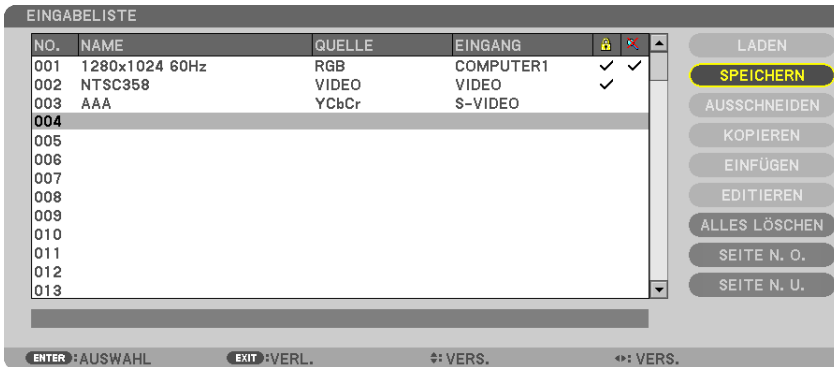 EINGABELISTE
NO. NAME QUELLE EINGANG
001 1280x1024 60Hz RGB COMPUTER1
002 NTSC358 VIDEO VIDEO
003 AAA YCbCr S-VIDEO
004
005
006
007
008
009
010
011
012
013
LADEN
SPEICHERN
AUSSCHNEIDEN
KOPIEREN
EINFÜGEN
EDITIEREN
ALLES LÖSCHEN
SEITE N. O.
SEITE N. U.
ENTER :AUSWAHL EXIT :VERL. : VERS. : VERS.